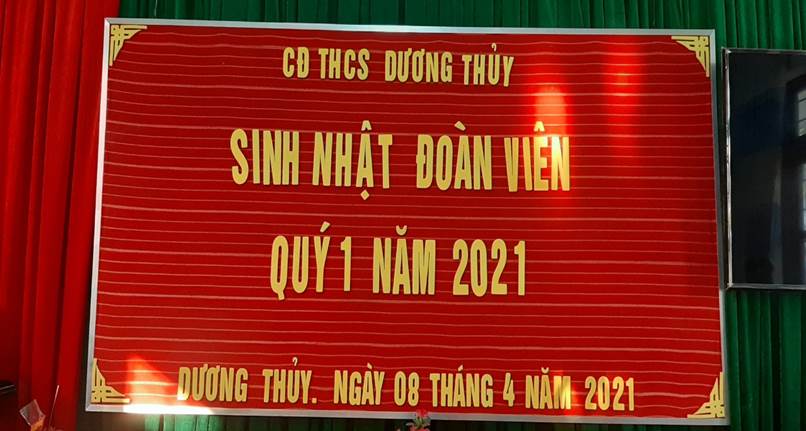 CĐ THCS DƯƠNG THỦY
SINH NHẬT ĐOÀN VIÊN
QUÝ 1 NĂM 2021
DƯƠNG THỦY. NGÀY 08 THÁNG 4 NĂM 2021